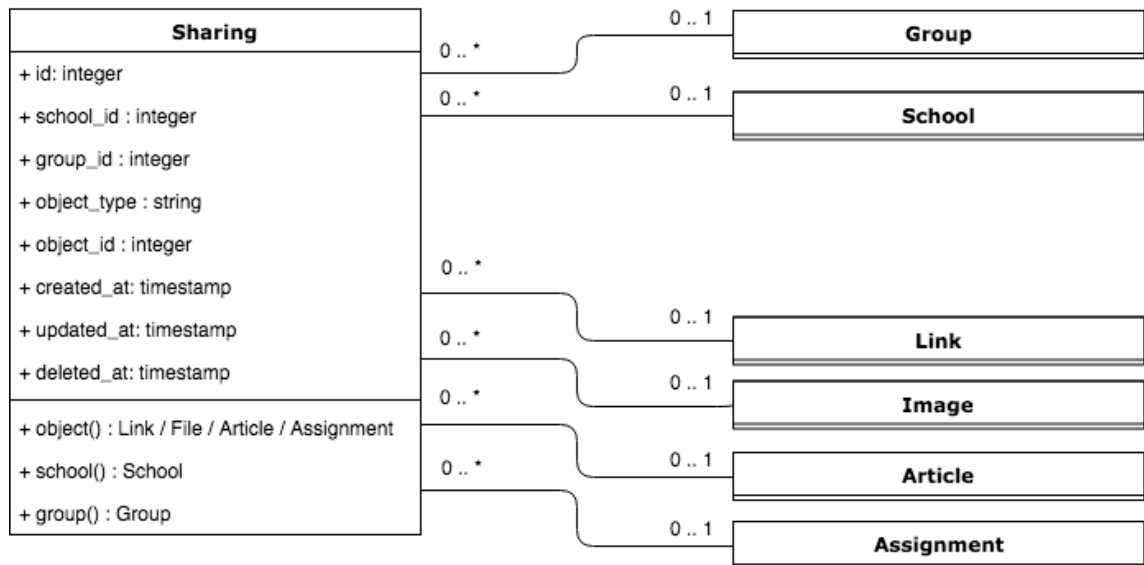 Sharing
+ id: integer
+ school_id : integer
+ group_id : integer
+ object_type : string
+ object_id : integer
+ created_at: timestamp
+ updated_at: timestamp
+ deleted_at: timestamp
+ object() : Link / File / Article / Assignment
+ school() : School
+ group() : Group
0 .. *
0 .. 1
Group
0 .. *
0 .. 1
School
0 .. *
0 .. 1
Link
0 .. *
0 .. 1
Image
0 .. *
0 .. 1
Article
0 .. *
0 .. 1
Assignment